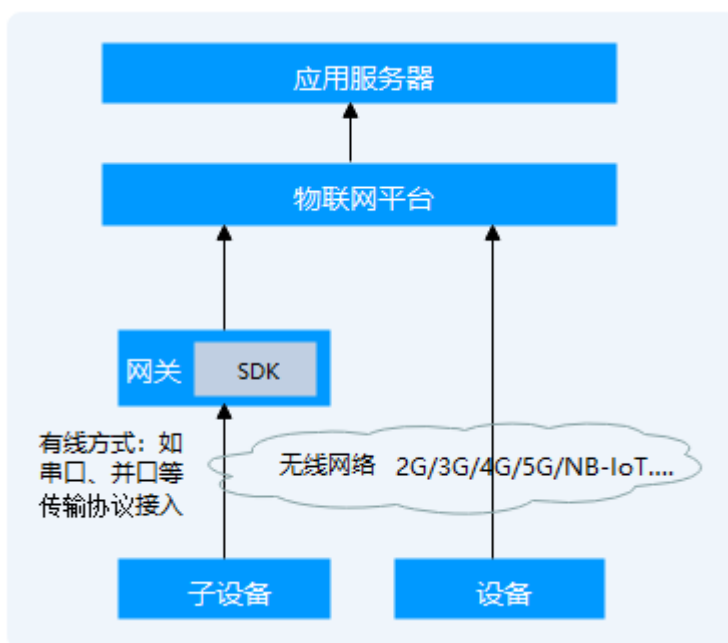 应用服务器
物联网平台
网关
SDK
有线方式：如
串口、并口等
传输协议接入
无线网络 2G/3G/4G/5G/NB-IoT....
子设备
设备